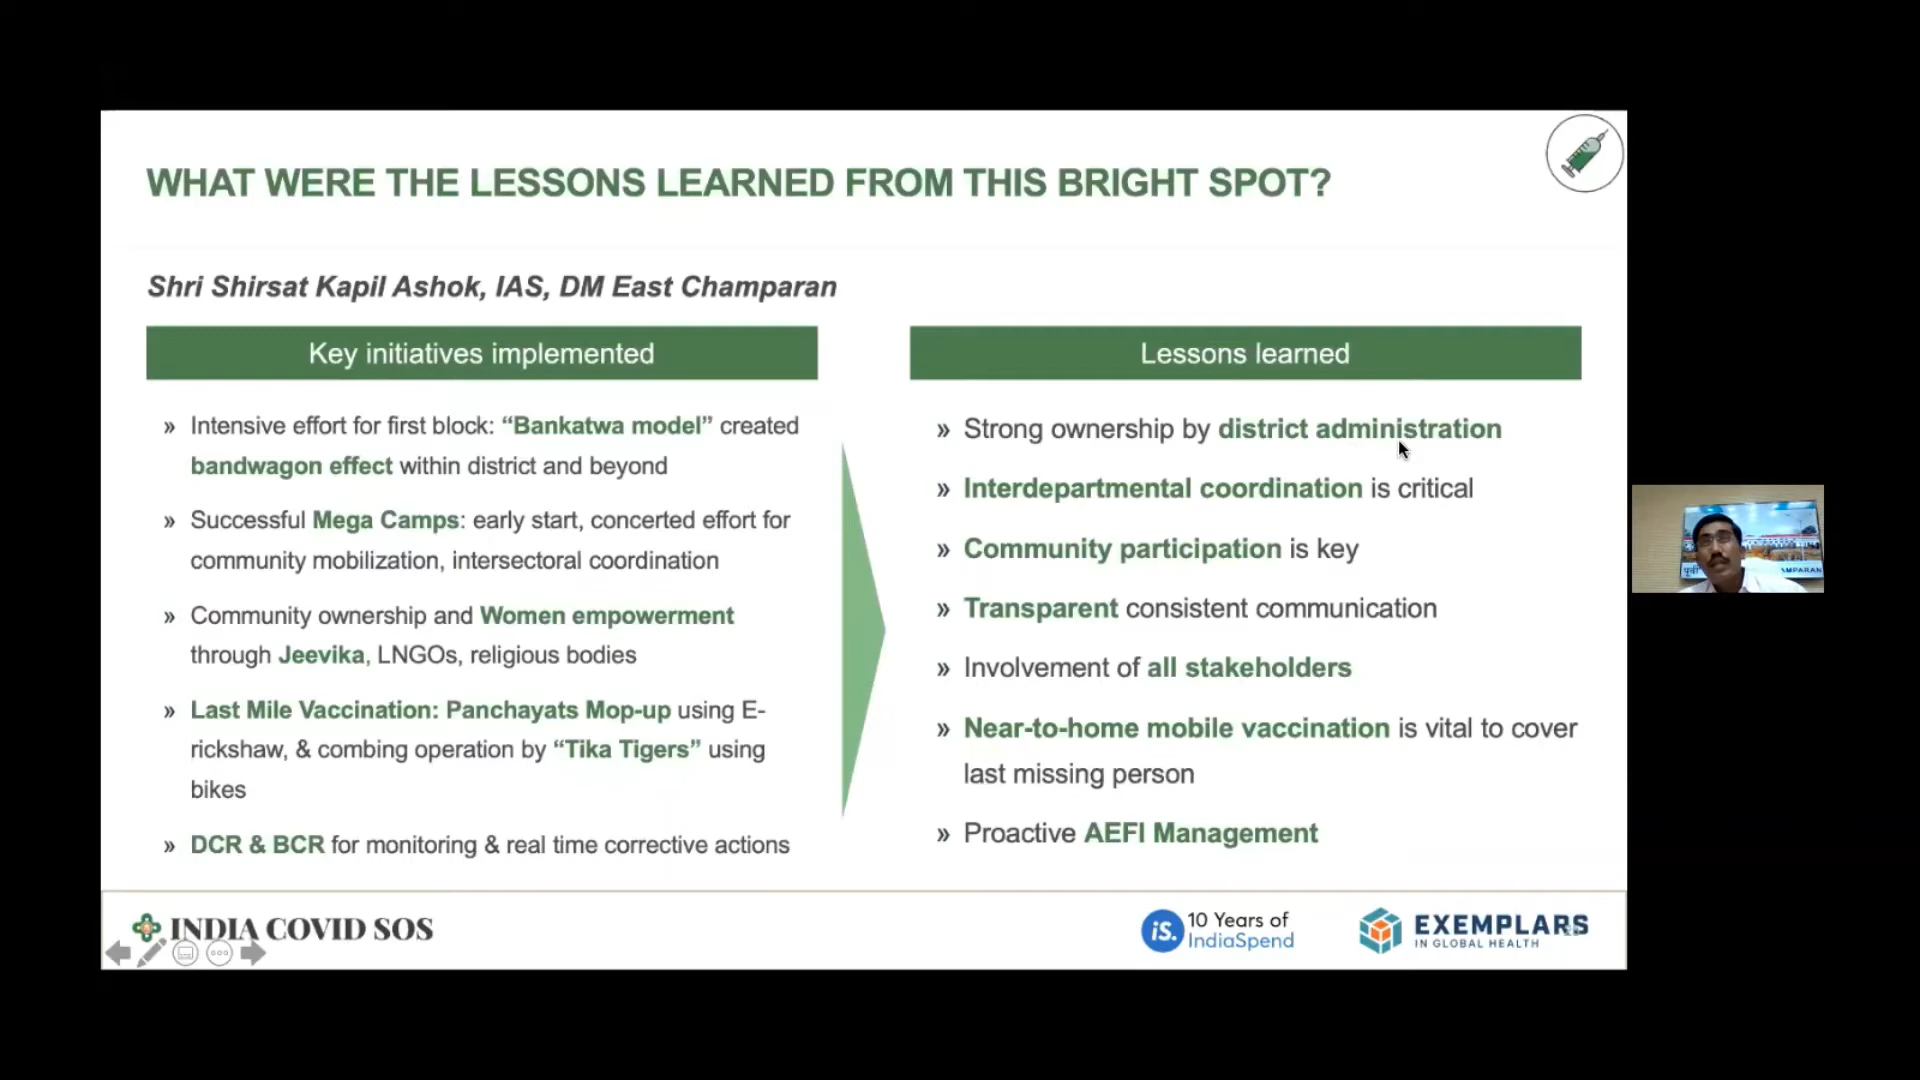 WHAT WERE THE LESSONS LEARNED FROM THIS BRIGHT SPOT?
Shri Shirsat Kapil Ashok, IAS, DM East Champaran
Key initiatives implemented
» Intensive effort for first block: “Bankatwa model” created
bandwagon effect within district and beyond
» Successful Mega Camps: early start, concerted effort for
community mobilization, intersectoral coordination
» Community ownership and Women empowerment
through Jeevika, LNGOs, religious bodies
» Last Mile Vaccination: Panchayats Mop-up using E-
rickshaw, & combing operation by “Tika Tigers” using
bikes
» DCR & BCR for monitoring & real time corrective actions
Lessons learned
» Strong ownership by district administration
» Interdepartmental coordination is critical
» Community participation is key
» Transparent consistent communication
» Involvement of all stakeholders
» Near-to-home mobile vaccination is vital to cover
last missing person
» Proactive AEFI Management
पूर्वी AMPARAN
INDIA COVID SOS
iS. 10 Years of
IndiaSpend
EXEMPLARS
IN GLOBAL HEALTH